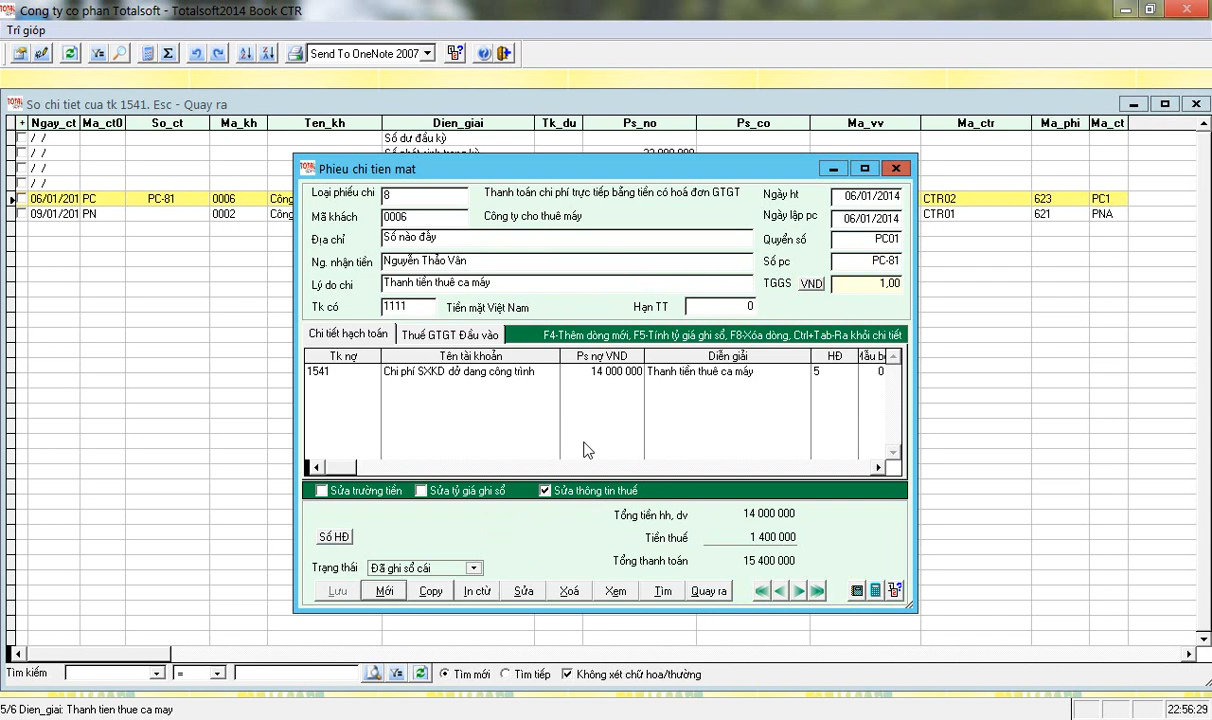 Cong ty co phan Totalsoft - Totalsoft2014 Book CTR
Trî gióp
Send To OneNote 2007
So chi tiet cua tk 1541. Esc - Quay ra
+ Ngay_ct Ma_ct0 So_ct Ma_kh Ten_kh Dien_giai Tk_du Ps_no Ps_co Ma_vv Ma_ctr Ma_phi Ma_ct
/ / Số dư đầu kỳ
/ /
/ /
/ /
06/01/201 PC PC-81 0006 Công CTR02 623 PC1
09/01/201 PN 0002 Công CTR01 621 PNA
Phieu chi tien mat
Loại phiếu chi 8 Thanh toán chi phí trực tiếp bằng tiền có hoá đơn GTGT Ngày ht 06/01/2014
Mã khách 0006 Công ty cho thuê máy Ngày lập pc 06/01/2014
Địa chỉ Số nào đấy Quyển số PC01
Ng. nhận tiền Nguyễn Thảo Vân Số pc PC-81
Lý do chi Thanh tiền thuê ca máy TGGS VND 1,00
Tk có 1111 Tiền mặt Việt Nam Hạn TT 0
Chi tiết hạch toán Thuế GTGT Đầu vào F4-Thêm dòng mới, F5-Tính tỷ giá ghi sổ, F8-Xóa dòng, Ctrl+Tab-Ra khỏi chi tiết
Tk nợ Tên tài khoản Ps nợ VND Diễn giải HĐ
1541 Chi phí SXKD dở dang công trình 14 000 000 Thanh tiền thuê ca máy 5 0
Sửa trường tiền Sửa tỷ giá ghi sổ Sửa thông tin thuế
Tổng tiền hh, dv 14 000 000
Số HĐ Tiền thuế 1 400 000
Tổng thanh toán 15 400 000
Trạng thái Đã ghi sổ cái
Lưu Mới Copy In ctừ Sửa Xoá Xem Tìm Quay ra
Tìm kiếm = Tìm mới Tìm tiếp Không xét chữ hoa/thường
5/6 Dien_giai: Thanh tien thue ca may 22:56:29